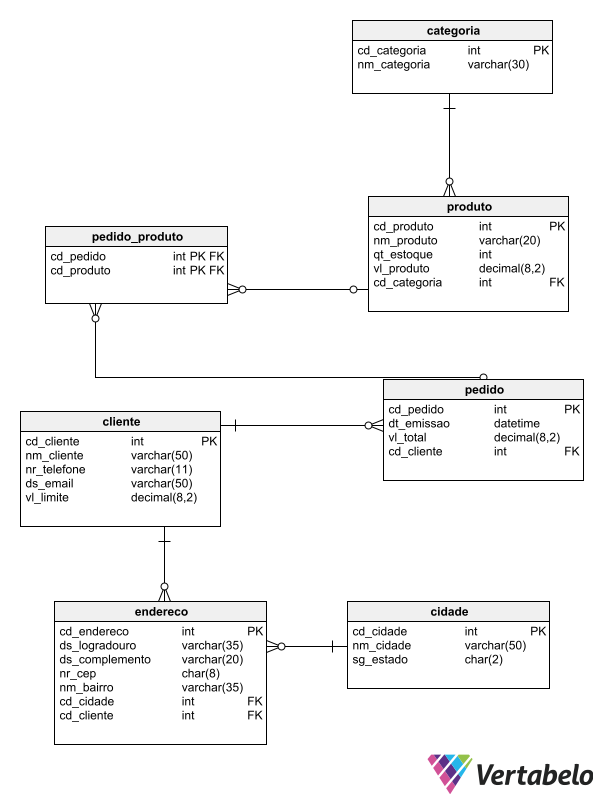 categoria
cd_categoria int PK
nm_categoria varchar(30)
produto
cd_produto int PK
nm_produto varchar(20)
qt_estoque int
vl_produto decimal(8,2)
cd_categoria int FK
pedido_produto
cd_pedido int PK FK
cd_produto int PK FK
pedido
cd_pedido int PK
dt_emissao datetime
vl_total decimal(8,2)
cd_cliente int FK
cliente
cd_cliente int PK
nm_cliente varchar(50)
nr_telefone varchar(11)
ds_email varchar(50)
vl_limite decimal(8,2)
endereco
cd_endereco int PK
ds_logradouro varchar(35)
ds_complemento varchar(20)
nr_cep char(8)
nm_bairro varchar(35)
cd_cidade int FK
cd_cliente int FK
cidade
cd_cidade int PK
nm_cidade varchar(50)
sg_estado char(2)
Vertabelo